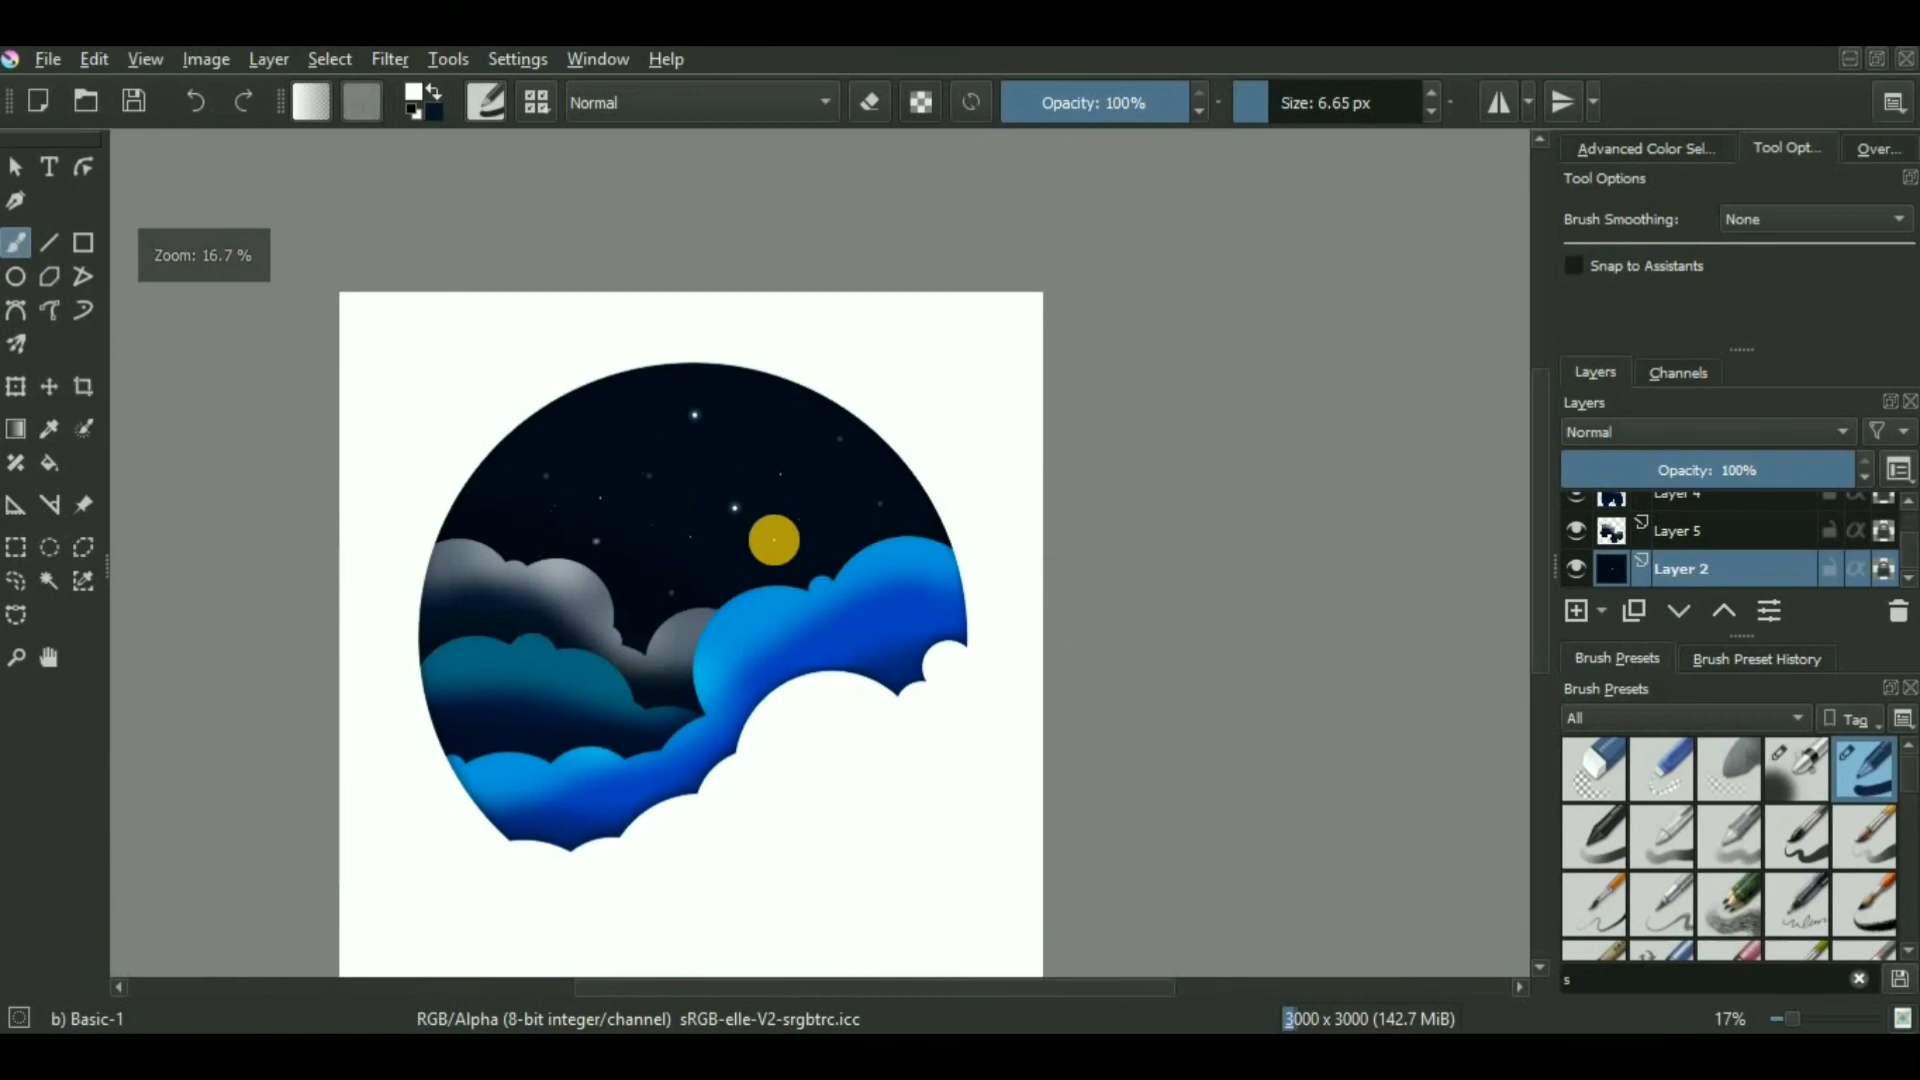 File Edit View Image Layer Select Filter Tools Settings Window Help
Normal Opacity: 100% Size: 6.65 px
Advanced Color Sel... Tool Opt... Over...
Tool Options
Brush Smoothing: None
Snap to Assistants
Zoom: 16.7 %
Layers Channels
Layers
Normal
Opacity: 100%
Layer 4
Layer 5
Layer 2
Brush Presets Brush Preset History
Brush Presets
All Tag
s
b) Basic-1 RGB/Alpha (8-bit integer/channel) sRGB-elle-V2-srgbtrc.icc 3000 x 3000 (142.7 MiB) 17%